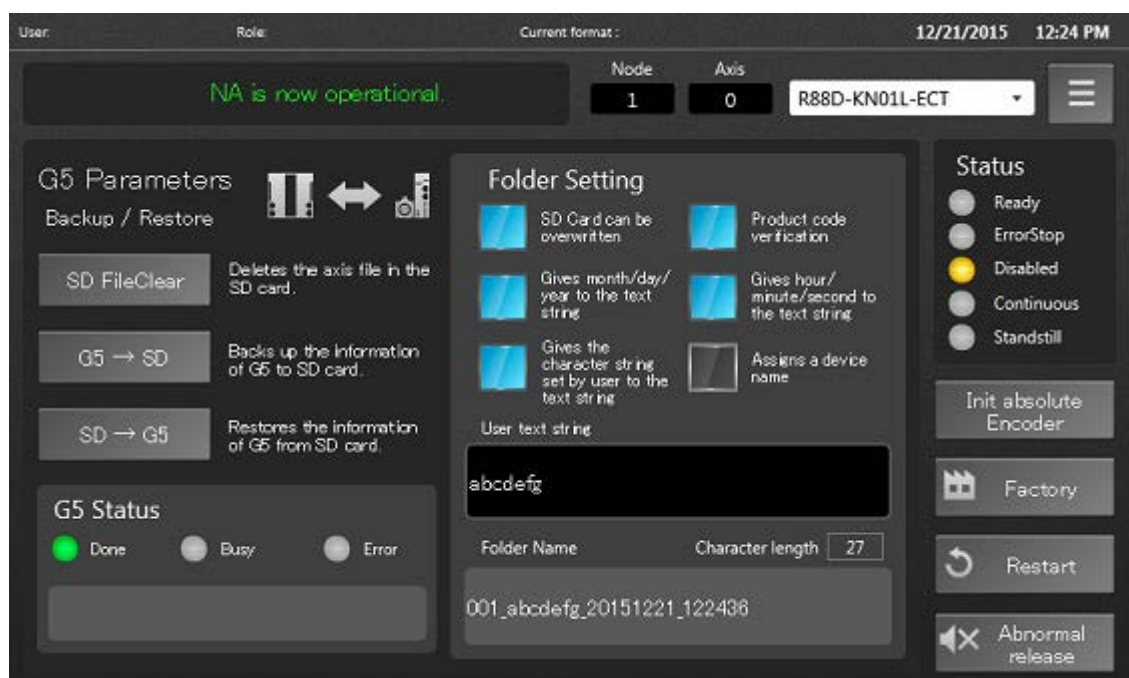 User:
Role:
Current format :
12/21/2015 12:24 PM
NA is now operational.
Node
Axis
1
0
R88D-KN01L-ECT
G5 Parameters
Backup / Restore
SD FileClear
Deletes the axis file in the
SD card.
G5 → SD
Backs up the information
of G5 to SD card.
SD → G5
Restores the information
of G5 from SD card.
G5 Status
Done
Busy
Error
Folder Setting
SD Card can be
overwritten
Product code
verification
Gives month/day/
year to the text
string
Gives hour/
minute/second to
the text string
Gives the
character string
set by user to the
text string
Assigns a device
name
User text string
abcdefg
Folder Name
Character length 27
001_abcdefg_20151221_122436
Status
Ready
ErrorStop
Disabled
Continuous
Standstill
Init absolute
Encoder
Factory
Restart
Abnormal
release